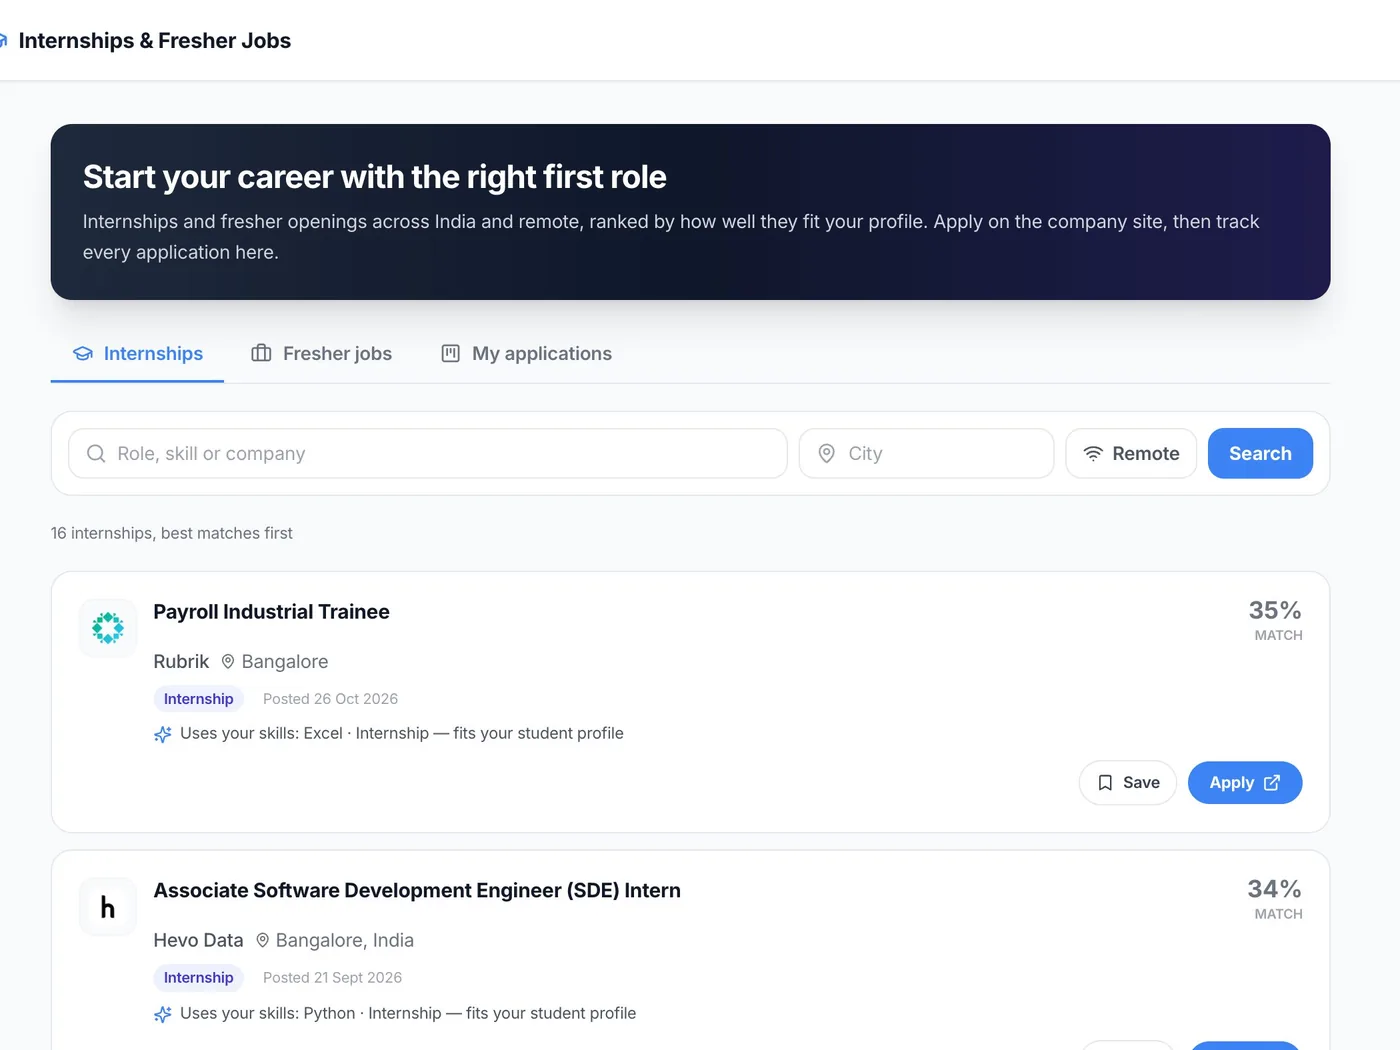 Internships & Fresher Jobs
Start your career with the right first role
Internships and fresher openings across India and remote, ranked by how well they fit your profile. Apply on the company site, then track
every application here.
Internships
Fresher jobs
My applications
Role, skill or company
City
Remote
Search
16 internships, best matches first
Payroll Industrial Trainee
35%
MATCH
Rubrik
Bangalore
Internship
Posted 26 Oct 2026
Uses your skills: Excel · Internship — fits your student profile
Save
Apply
h
Associate Software Development Engineer (SDE) Intern
34%
MATCH
Hevo Data
Bangalore, India
Internship
Posted 21 Sept 2026
Uses your skills: Python · Internship — fits your student profile